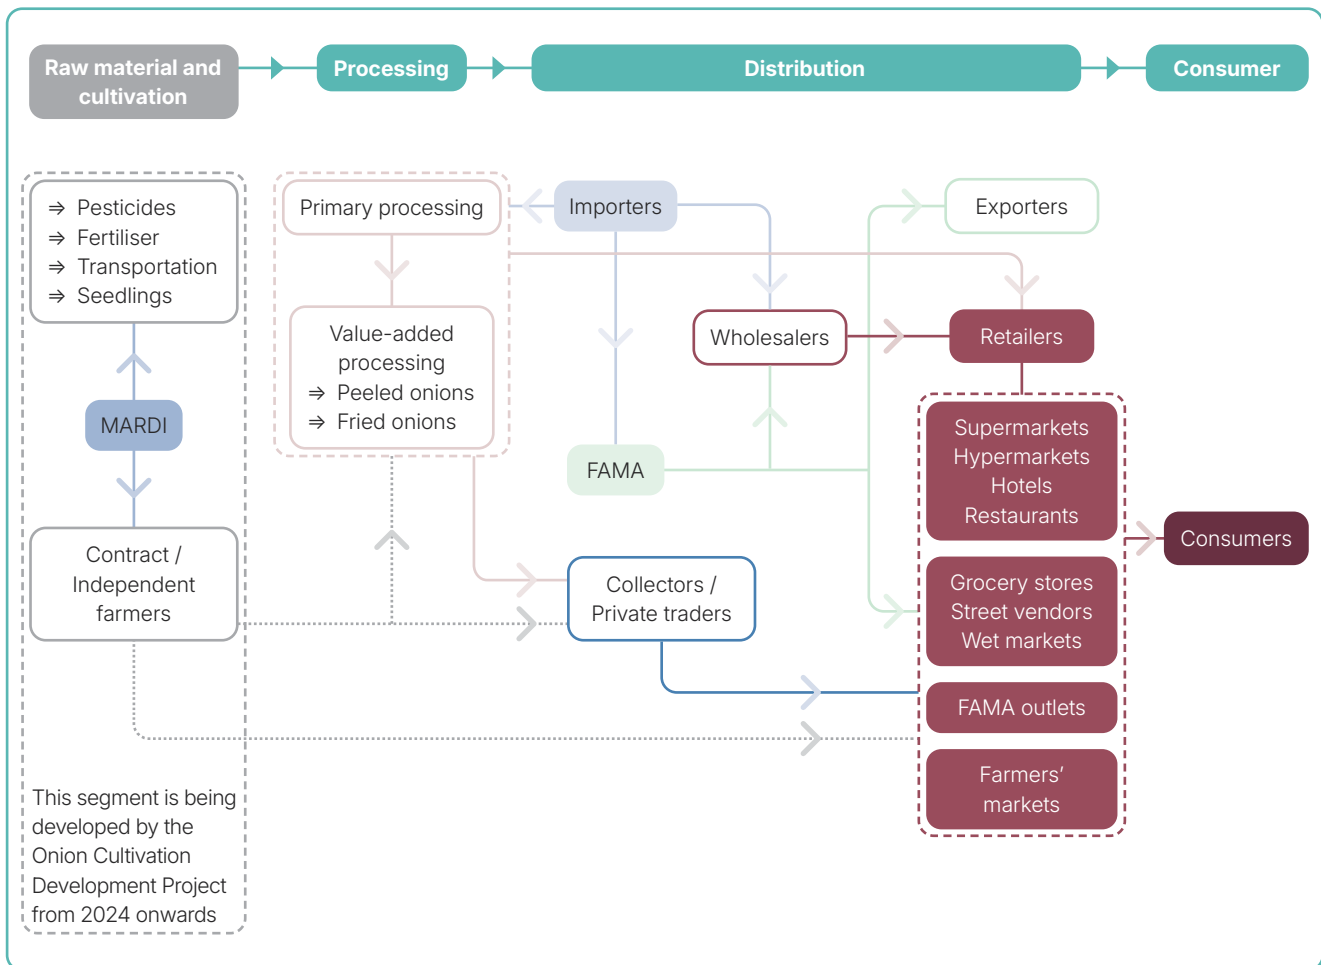 Raw material and
cultivation
Processing
Distribution
Consumer
⇒ Pesticides
⇒ Fertiliser
⇒ Transportation
⇒ Seedlings
MARDI
Contract /
Independent
farmers
This segment is being
developed by the
Onion Cultivation
Development Project
from 2024 onwards
Primary processing
Value-added
processing
⇒ Peeled onions
⇒ Fried onions
Importers
FAMA
Collectors /
Private traders
Wholesalers
Exporters
Retailers
Supermarkets
Hypermarkets
Hotels
Restaurants
Grocery stores
Street vendors
Wet markets
FAMA outlets
Farmers’
markets
Consumers